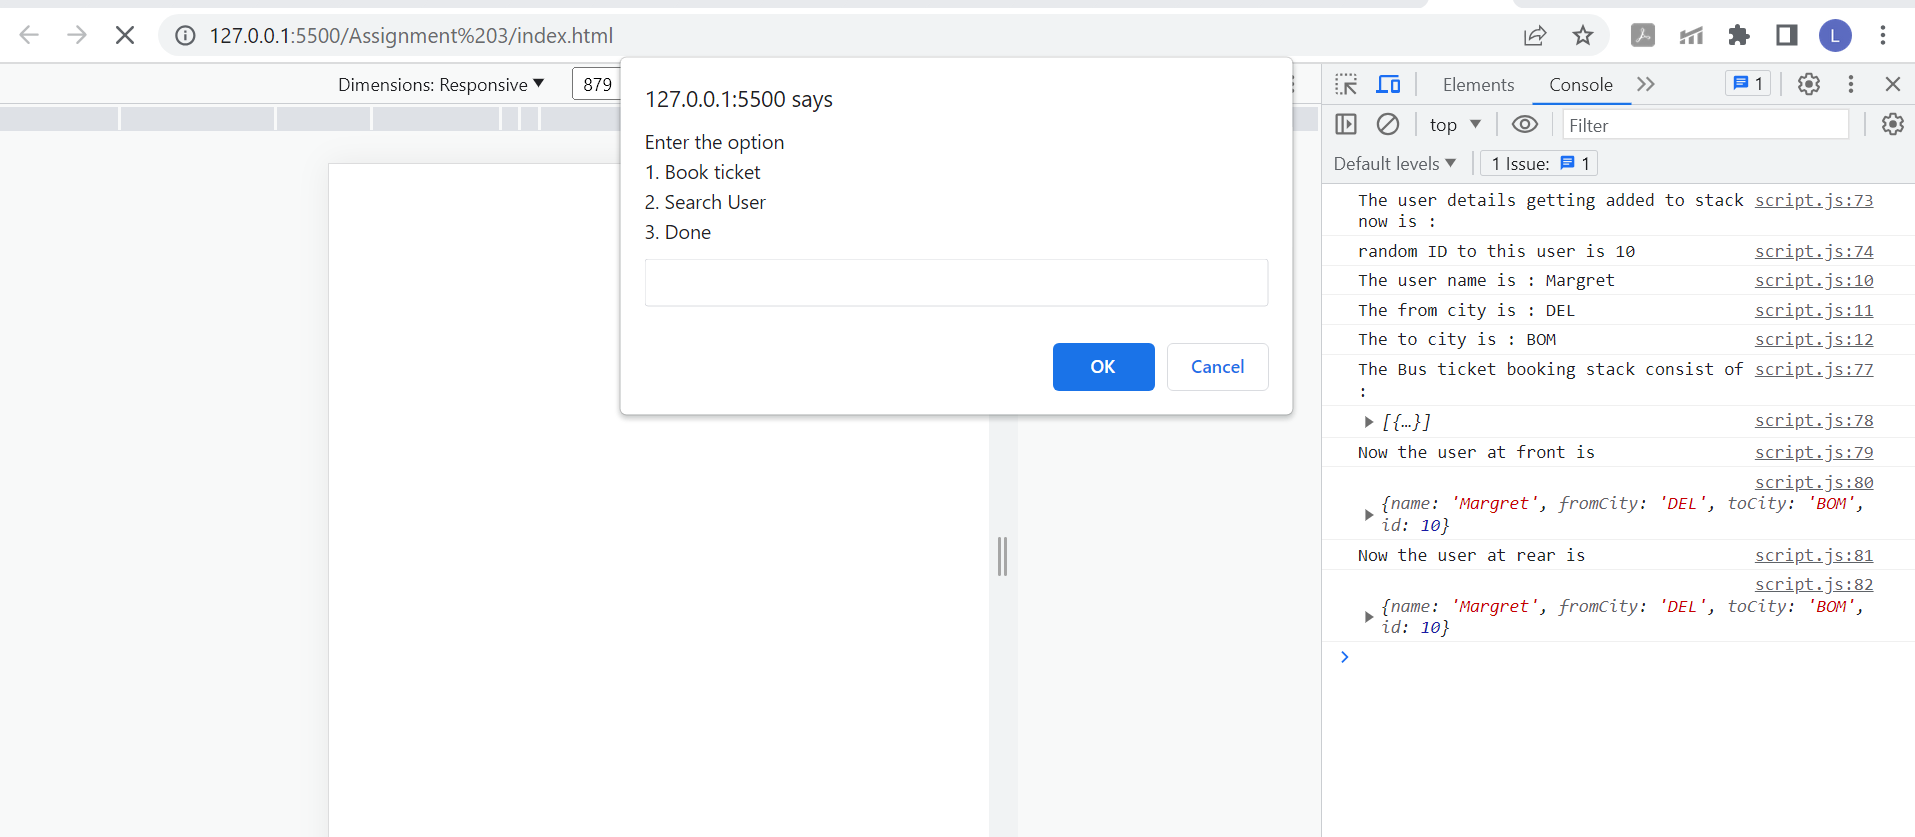 127.0.0.1:5500/Assignment%203/index.html
L
Dimensions: Responsive ▼
879
127.0.0.1:5500 says
Enter the option
1. Book ticket
2. Search User
3. Done
OK
Cancel
Elements
Console
1
top ▼
Filter
Default levels ▼
1 Issue: 1
The user details getting added to stack script.js:73
now is :
random ID to this user is 10 script.js:74
The user name is : Margret script.js:10
The from city is : DEL script.js:11
The to city is : BOM script.js:12
The Bus ticket booking stack consist of script.js:77
:
▶ [{…}] script.js:78
Now the user at front is script.js:79
script.js:80
▶ {name: 'Margret', fromCity: 'DEL', toCity: 'BOM',
id: 10}
Now the user at rear is script.js:81
script.js:82
▶ {name: 'Margret', fromCity: 'DEL', toCity: 'BOM',
id: 10}